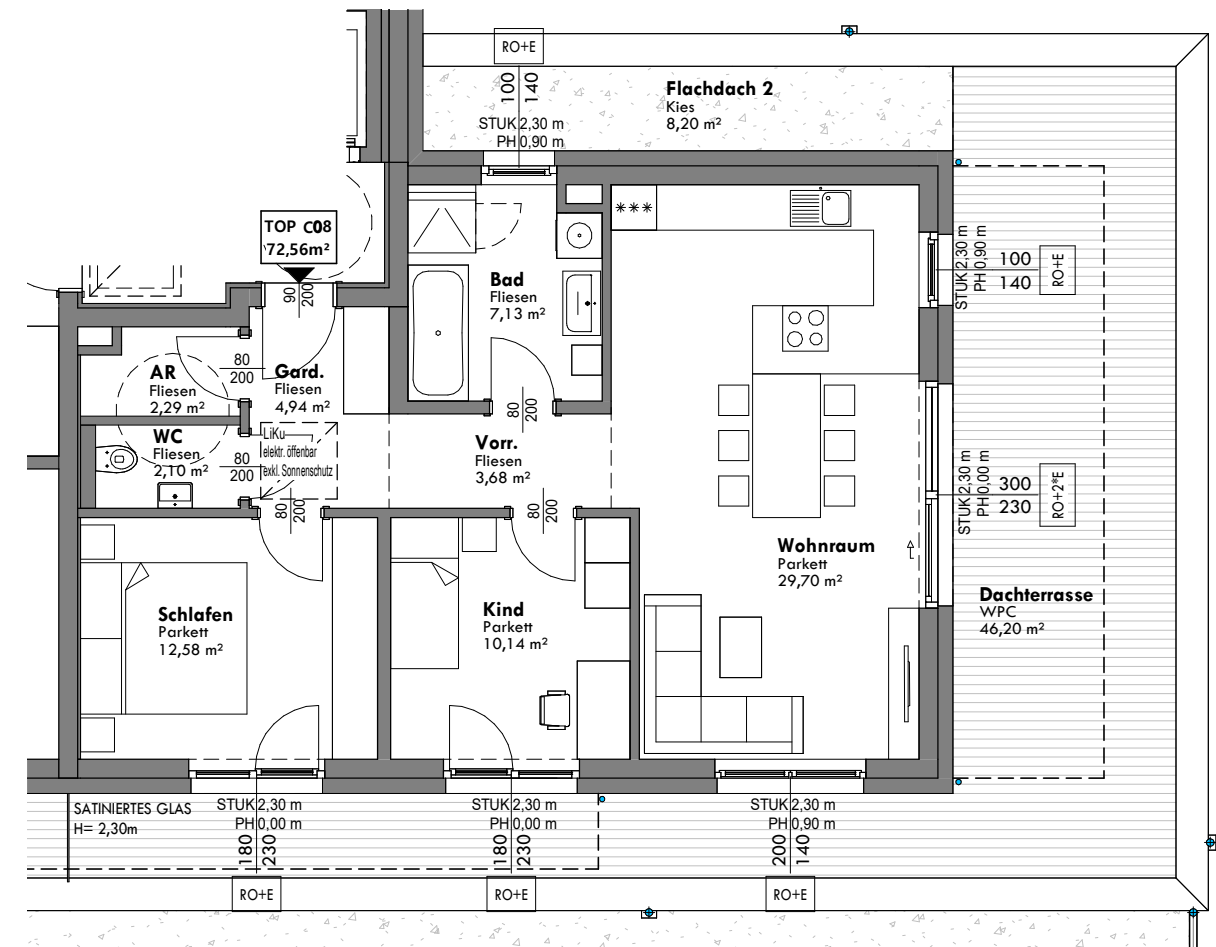 RO+E
100
140
STUK 2,30 m
PH 0,90 m
Flachdach 2
Kies
8,20 m²
TOP C08
72,56m²
90
200
***
Bad
Fliesen
7,13 m²
STUK 2,30 m
PH 0,90 m
100
140
RO+E
AR
Fliesen
2,29 m²
80
200
Gard.
Fliesen
4,94 m²
80
200
WC
Fliesen
2,10 m²
80
200
LiKu
elektr. öffenbar
exkl. Sonnenschutz
Vorr.
Fliesen
3,68 m²
80
200
80
200
STUK 2,30 m
PH 0,00 m
300
230
RO+2*E
Wohnraum
Parkett
29,70 m²
Schlafen
Parkett
12,58 m²
Kind
Parkett
10,14 m²
Dachterrasse
WPC
46,20 m²
SATINIERTES GLAS
H= 2,30m
STUK 2,30 m
PH 0,00 m
180
230
RO+E
STUK 2,30 m
PH 0,00 m
180
230
RO+E
STUK 2,30 m
PH 0,90 m
200
140
RO+E